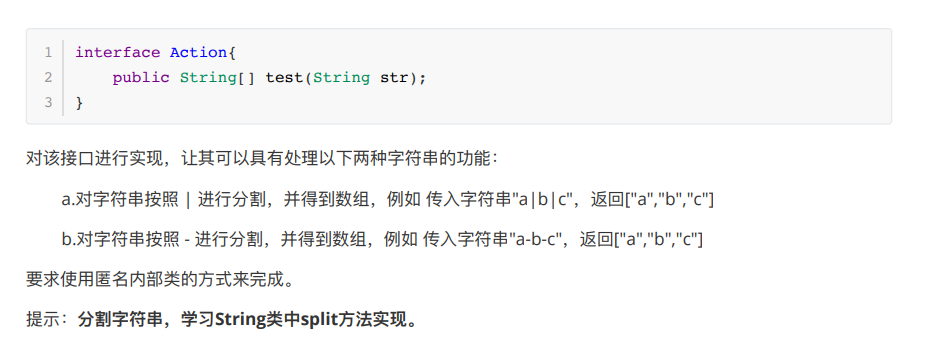 1 interface Action{
2 public String[] test(String str);
3 }
对该接口进行实现，让其可以具有处理以下两种字符串的功能：
a.对字符串按照 | 进行分割，并得到数组，例如 传入字符串"a|b|c"，返回["a","b","c"]
b.对字符串按照 - 进行分割，并得到数组，例如 传入字符串"a-b-c"，返回["a","b","c"]
要求使用匿名内部类的方式来完成。
提示：分割字符串，学习String类中split方法实现。